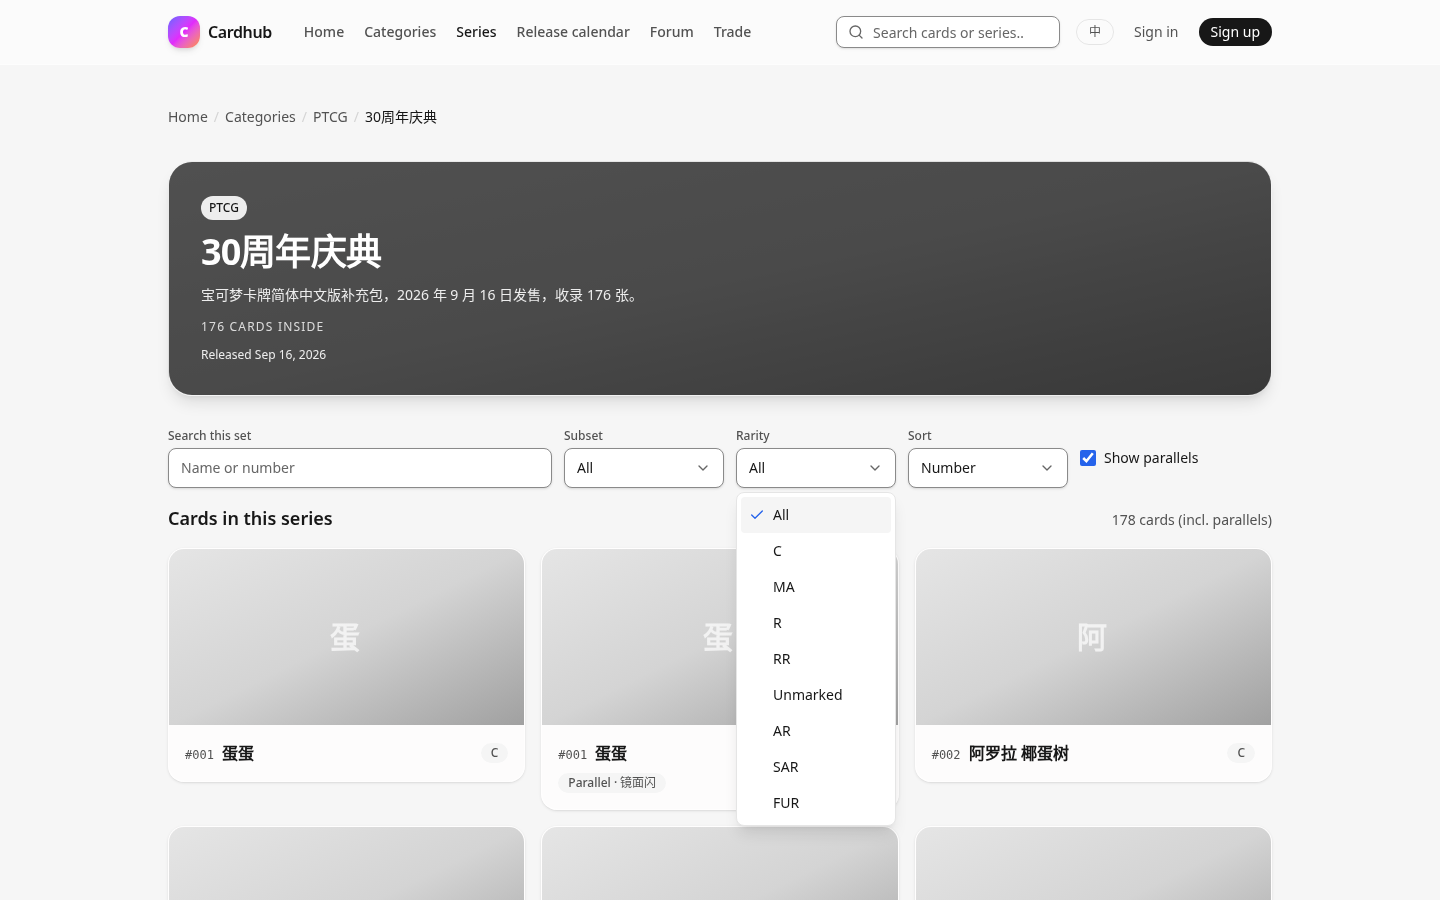 C Cardhub Home Categories Series Release calendar Forum Trade Search cards or series.. 中 Sign in Sign up
Home / Categories / PTCG / 30周年庆典
PTCG
30周年庆典
宝可梦卡牌简体中文版补充包，2026 年 9 月 16 日发售，收录 176 张。
176 CARDS INSIDE
Released Sep 16, 2026
Search this set Subset Rarity Sort
Name or number All All Number Show parallels
Cards in this series 178 cards (incl. parallels)
All
C
MA
R
RR
Unmarked
AR
SAR
FUR
蛋 蛋 阿
#001 蛋蛋 C
#001 蛋蛋
Parallel · 镜面闪
#002 阿罗拉 椰蛋树 C